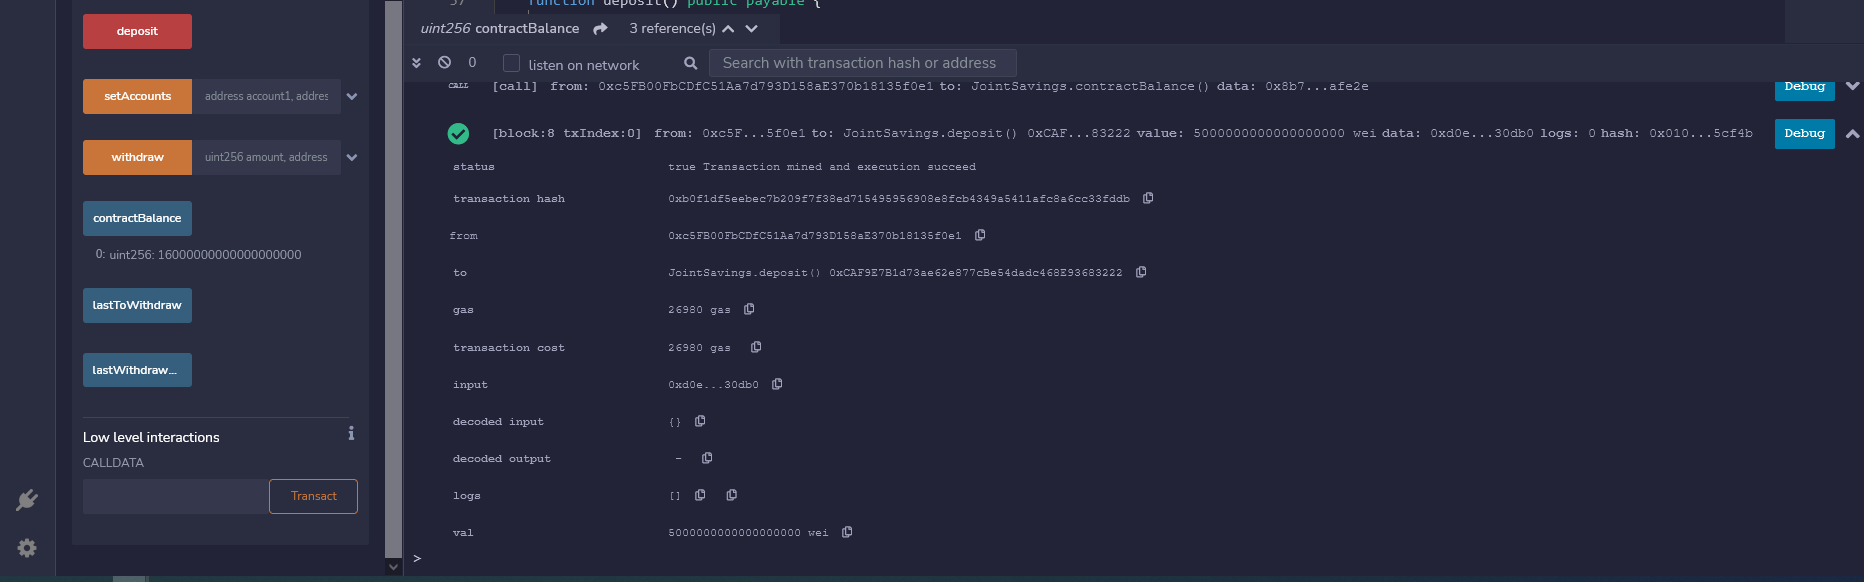 deposit
setAccounts address account1, addres
withdraw uint256 amount, address
contractBalance
0: uint256: 16000000000000000000
lastToWithdraw
lastWithdraw...
Low level interactions i
CALLDATA
Transact
57 function deposit() public payable {
uint256 contractBalance 3 reference(s)
0 listen on network Search with transaction hash or address
CALL [call] from: 0xc5FB00FbCDfC51Aa7d793D158aE370b18135f0e1 to: JointSavings.contractBalance() data: 0x8b7...afe2e Debug
[block:8 txIndex:0] from: 0xc5F...5f0e1 to: JointSavings.deposit() 0xCAF...83222 value: 5000000000000000000 wei data: 0xd0e...30db0 logs: 0 hash: 0x010...5cf4b Debug
status true Transaction mined and execution succeed
transaction hash 0xb0f1df5eebec7b209f7f38ed715495956908e8fcb4349a5411afc8a6cc33fddb
from 0xc5FB00FbCDfC51Aa7d793D158aE370b18135f0e1
to JointSavings.deposit() 0xCAF9E7B1d73ae62e877cBe54dadc468E93683222
gas 26980 gas
transaction cost 26980 gas
input 0xd0e...30db0
decoded input {}
decoded output -
logs []
val 5000000000000000000 wei
>